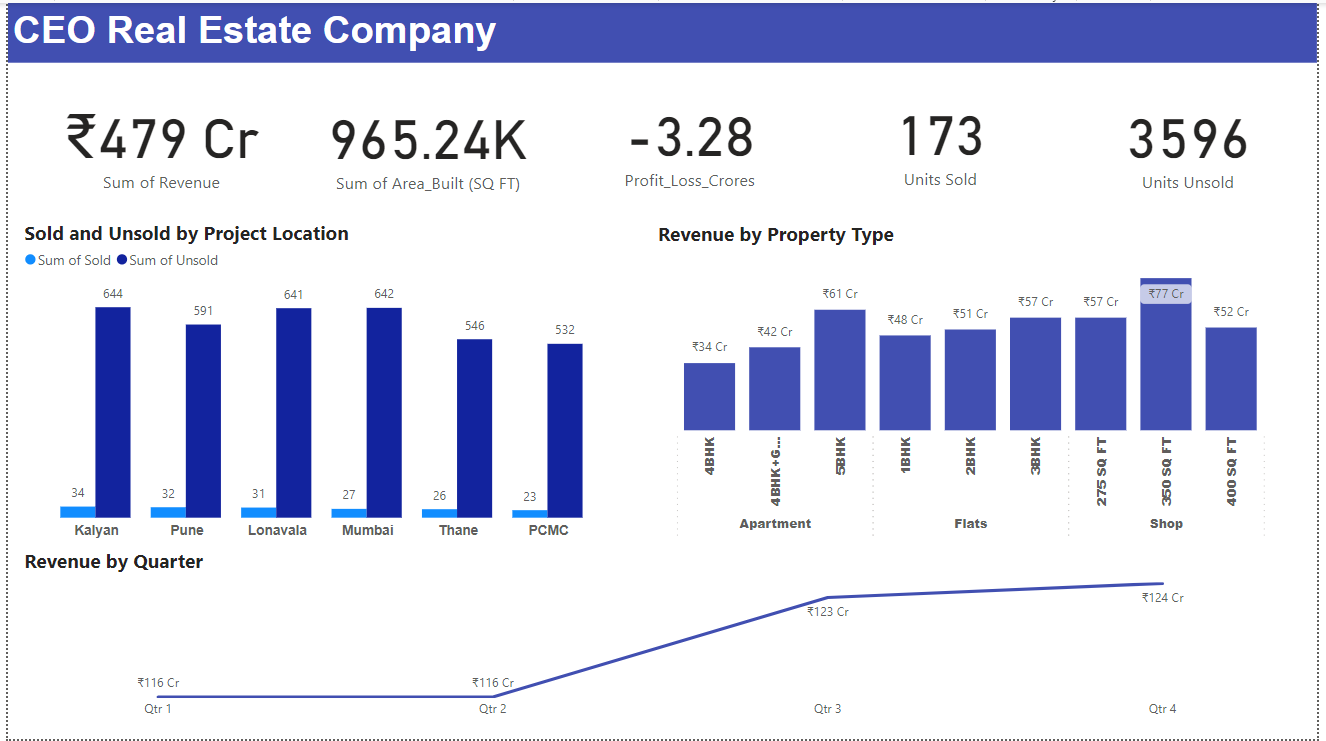 CEO Real Estate Company
₹479 Cr
Sum of Revenue
965.24K
Sum of Area_Built (SQ FT)
-3.28
Profit_Loss_Crores
173
Units Sold
3596
Units Unsold
Sold and Unsold by Project Location
Sum of Sold Sum of Unsold
644
591
641
642
546
532
34
32
31
27
26
23
Kalyan Pune Lonavala Mumbai Thane PCMC
Revenue by Property Type
₹34 Cr
₹42 Cr
₹61 Cr
₹48 Cr
₹51 Cr
₹57 Cr
₹57 Cr
₹77 Cr
₹52 Cr
4BHK
4BHK+G...
5BHK
1BHK
2BHK
3BHK
275 SQ FT
350 SQ FT
400 SQ FT
Apartment Flats Shop
Revenue by Quarter
₹116 Cr
₹116 Cr
₹123 Cr
₹124 Cr
Qtr 1 Qtr 2 Qtr 3 Qtr 4